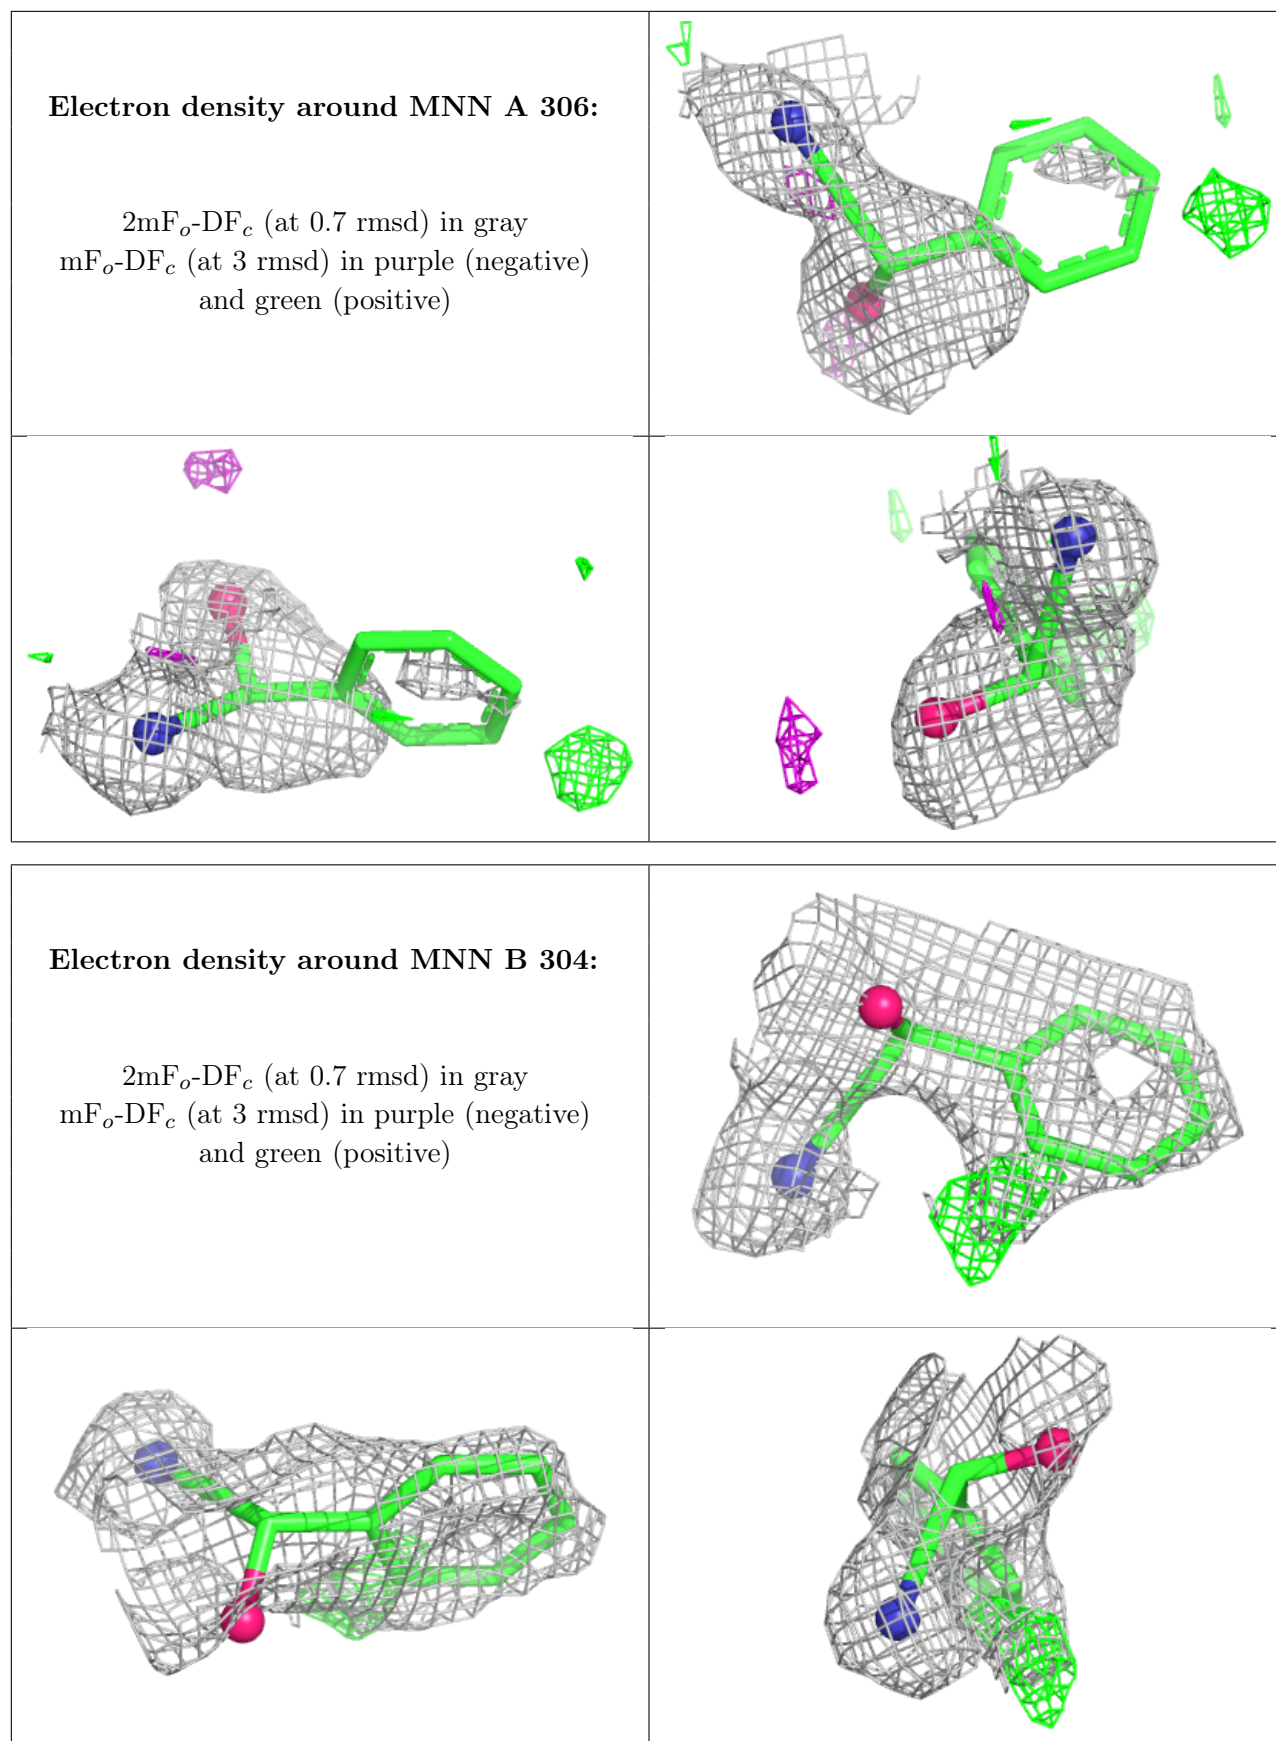 Electron density around MNN A 306:
2mFo-DFc (at 0.7 rmsd) in gray
mFo-DFc (at 3 rmsd) in purple (negative)
and green (positive)
Electron density around MNN B 304:
2mFo-DFc (at 0.7 rmsd) in gray
mFo-DFc (at 3 rmsd) in purple (negative)
and green (positive)